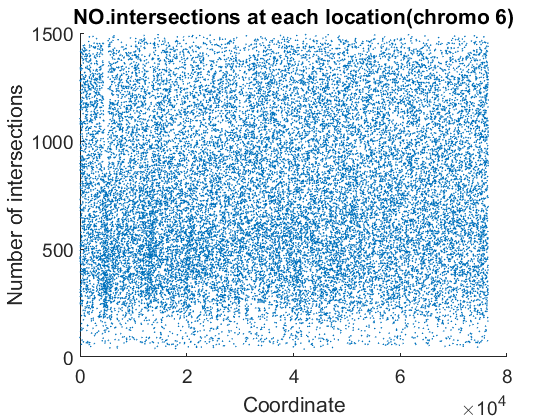 NO.intersections at each location(chromo 6)
Number of intersections
1500
1000
500
0
0 2 4 6 8
×10^4
Coordinate